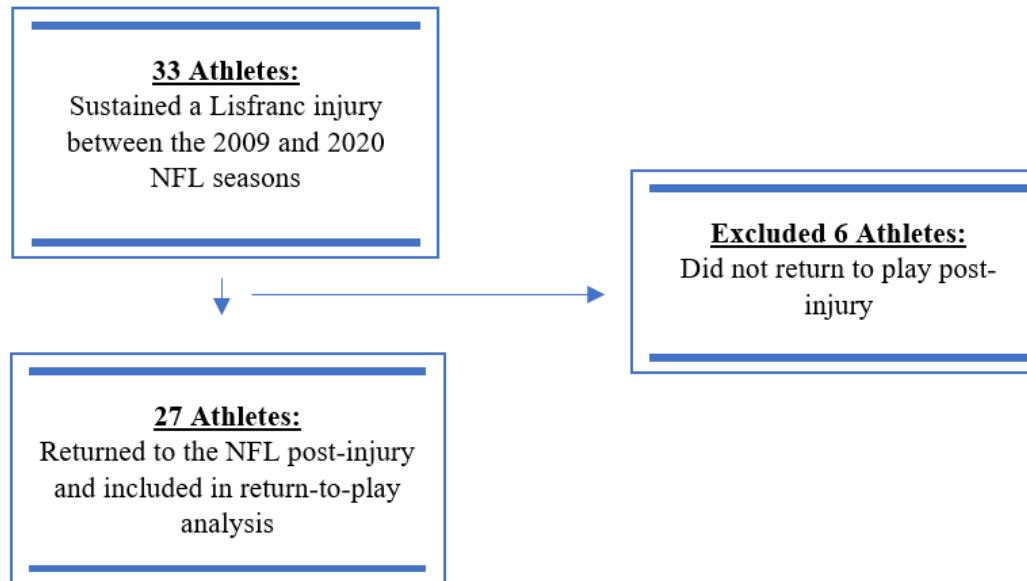 33 Athletes:
Sustained a Lisfranc injury
between the 2009 and 2020
NFL seasons
Excluded 6 Athletes:
Did not return to play post-
injury
27 Athletes:
Returned to the NFL post-injury
and included in return-to-play
analysis